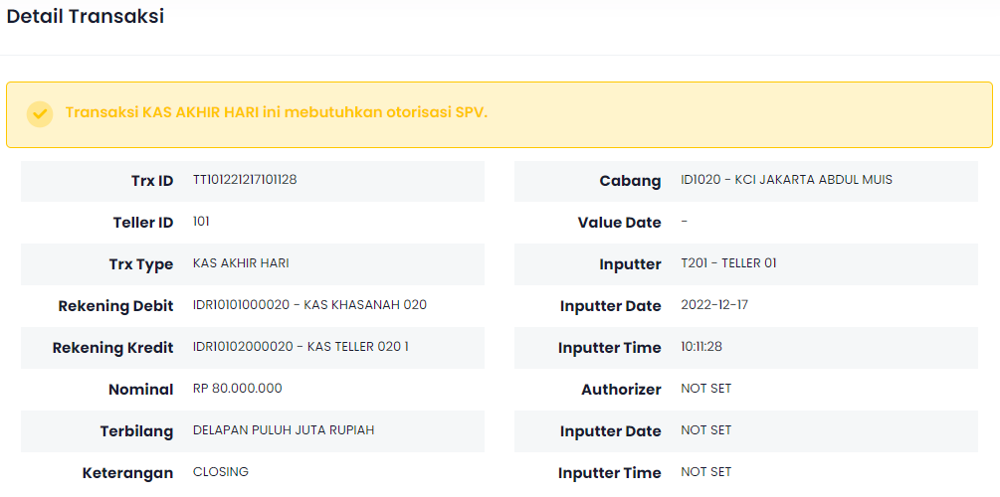 Detail Transaksi
Transaksi KAS AKHIR HARI ini mebutuhkan otorisasi SPV.
Trx ID TT101221217101128
Teller ID 101
Trx Type KAS AKHIR HARI
Rekening Debit IDR10101000020 - KAS KHASANAH 020
Rekening Kredit IDR10102000020 - KAS TELLER 020 1
Nominal RP 80.000.000
Terbilang DELAPAN PULUH JUTA RUPIAH
Keterangan CLOSING
Cabang ID1020 - KCI JAKARTA ABDUL MUIS
Value Date -
Inputter T201 - TELLER 01
Inputter Date 2022-12-17
Inputter Time 10:11:28
Authorizer NOT SET
Inputter Date NOT SET
Inputter Time NOT SET